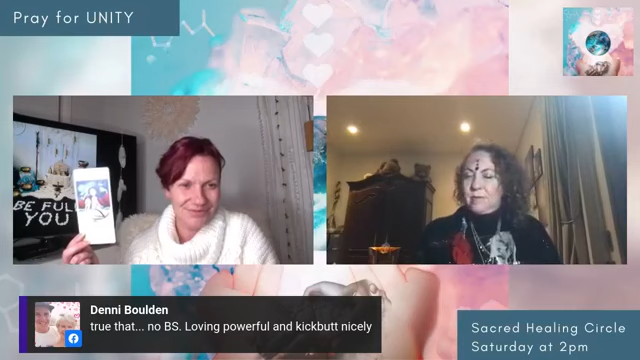 Pray for UNITY
BE FULL
YOU
Denni Boulden
true that... no BS. Loving powerful and kickbutt nicely
Sacred Healing Circle
Saturday at 2pm